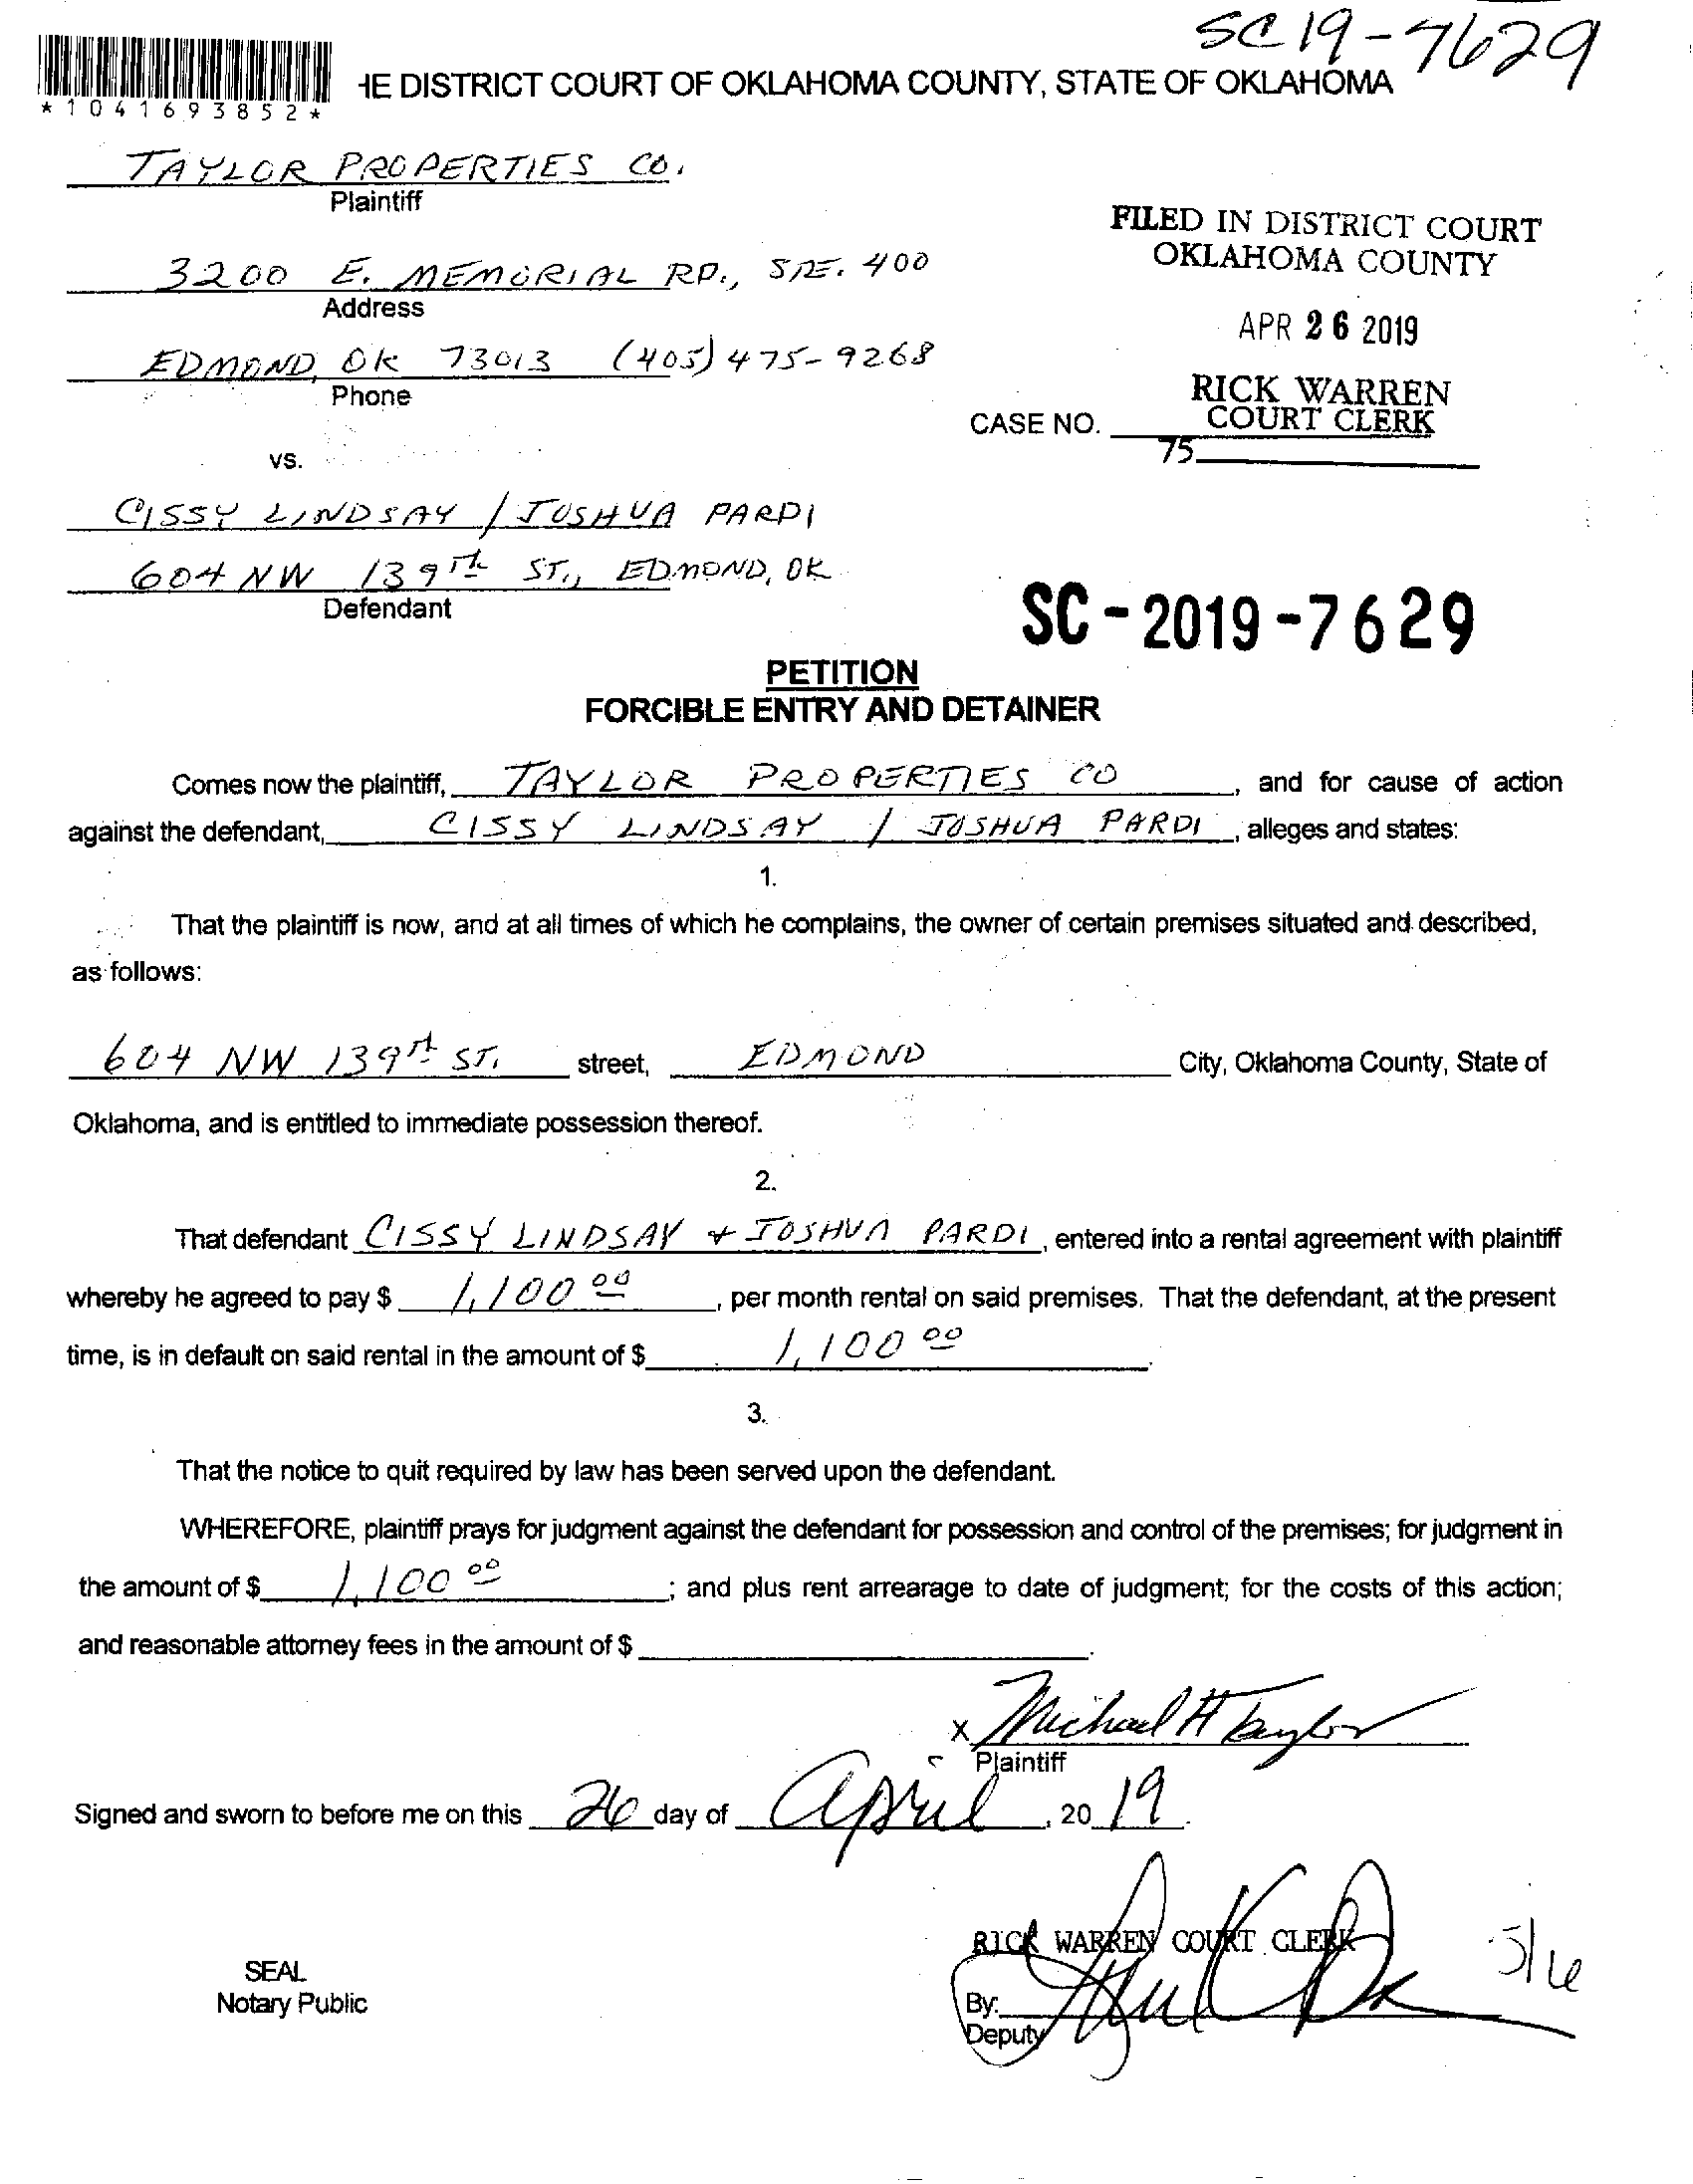 SC 19-7629
*1041693852*
HE DISTRICT COURT OF OKLAHOMA COUNTY, STATE OF OKLAHOMA
TAYLOR PROPERTIES CO.
Plaintiff
3200 E. MEMORIAL RD., STE. 400
Address
EDMOND, OK 73013 (405) 475-9268
Phone
FILED IN DISTRICT COURT
OKLAHOMA COUNTY
APR 26 2019
RICK WARREN
COURT CLERK
CASE NO.
75
vs.
CISSY LINDSAY / JOSHUA PARDI
604 NW 139TH ST., EDMOND, OK
Defendant
SC-2019-7629
PETITION
FORCIBLE ENTRY AND DETAINER
Comes now the plaintiff, TAYLOR PROPERTIES CO, and for cause of action
against the defendant, CISSY LINDSAY / JOSHUA PARDI, alleges and states:
1.
That the plaintiff is now, and at all times of which he complains, the owner of certain premises situated and described,
as follows:
604 NW 139TH ST. street, EDMOND City, Oklahoma County, State of
Oklahoma, and is entitled to immediate possession thereof.
2.
That defendant CISSY LINDSAY + JOSHUA PARDI, entered into a rental agreement with plaintiff
whereby he agreed to pay $ 1,100 00, per month rental on said premises. That the defendant, at the present
time, is in default on said rental in the amount of $ 1,100 00.
3.
That the notice to quit required by law has been served upon the defendant.
WHEREFORE, plaintiff prays for judgment against the defendant for possession and control of the premises; for judgment in
the amount of $ 1,100 00; and plus rent arrearage to date of judgment; for the costs of this action;
and reasonable attorney fees in the amount of $ .
x Michael H Taylor
Plaintiff
Signed and sworn to before me on this 26 day of April, 20 19.
RICK WARREN COURT CLERK
5/6
SEAL
Notary Public
By:
Deputy